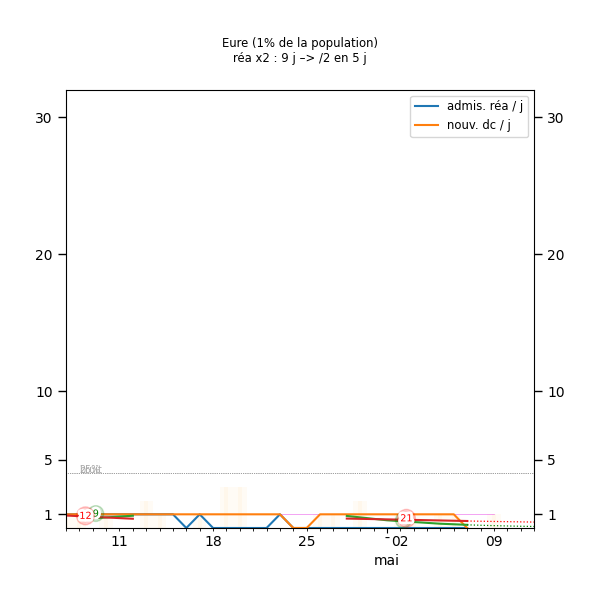 Eure (1% de la population)
réa x2 : 9 j –> /2 en 5 j
admis. réa / j
nouv. dc / j
30 30
20 20
10 10
5 5
1 1
12 9 21
11 18 25 02 09
mai